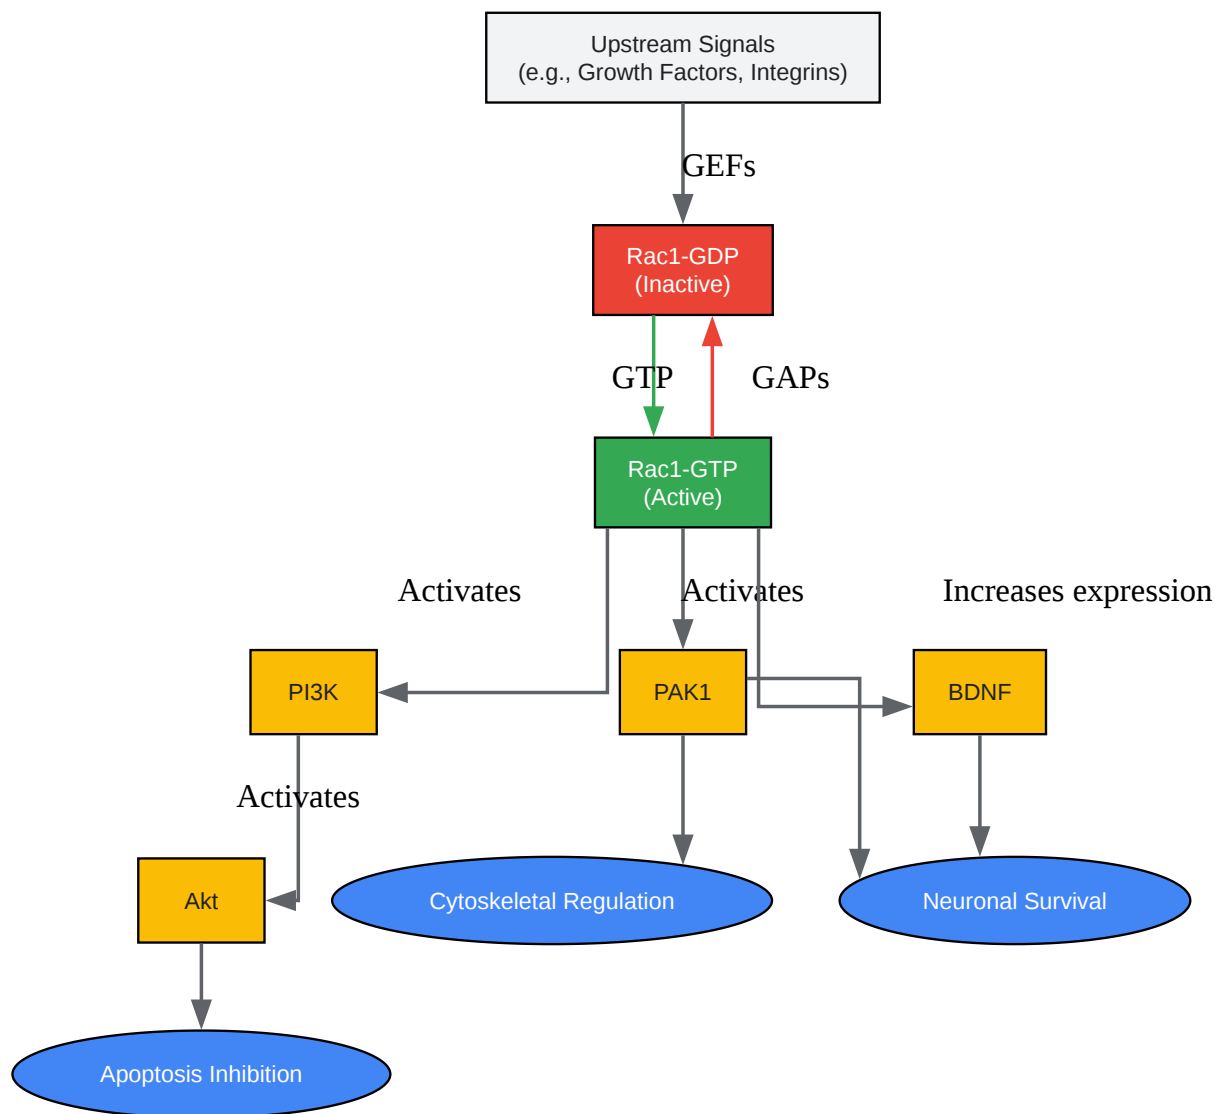 Upstream Signals
(e.g., Growth Factors, Integrins)
GEFs
Rac1-GDP
(Inactive)
GTP
GAPs
Rac1-GTP
(Active)
Activates
Activates
Increases expression
PI3K
PAK1
BDNF
Activates
Akt
Cytoskeletal Regulation
Neuronal Survival
Apoptosis Inhibition